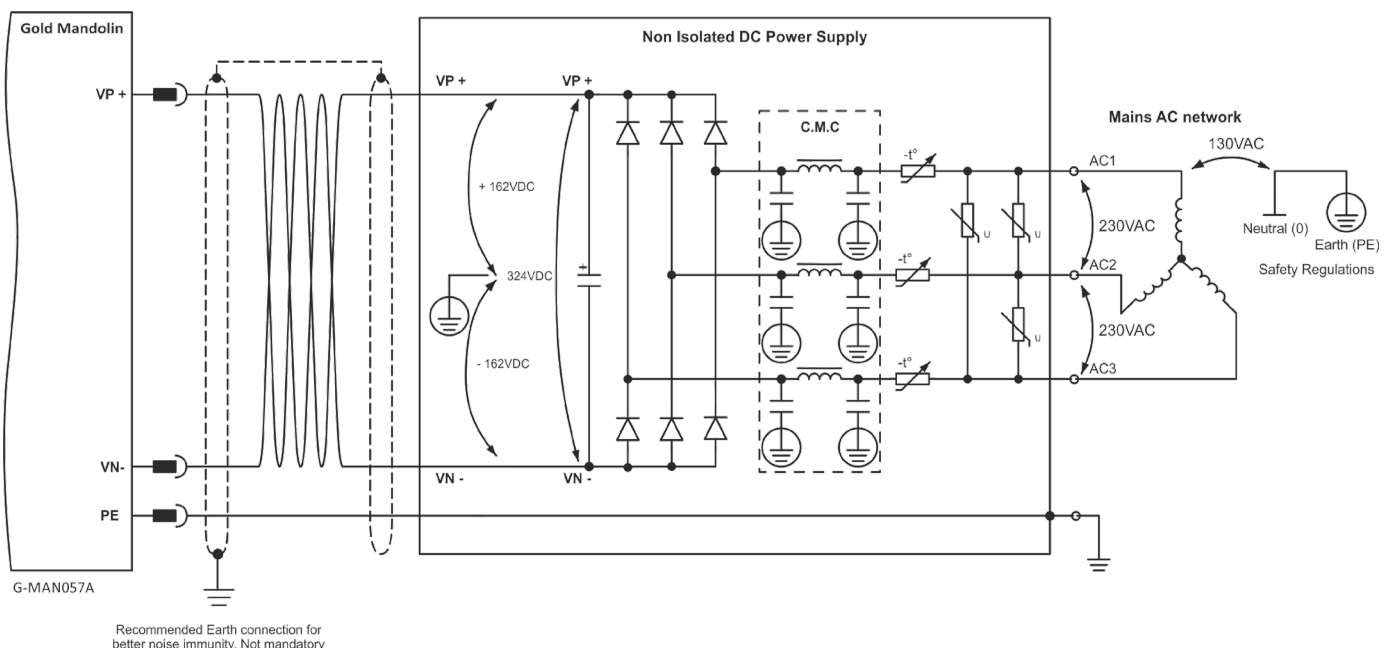 Gold Mandolin
Non Isolated DC Power Supply
VP +
VP +
VP +
C.M.C
Mains AC network
130VAC
-t°
AC1
+ 162VDC
U
U
230VAC
Neutral (0)
Earth (PE)
Safety Regulations
-t°
AC2
324VDC
+
- 162VDC
U
230VAC
-t°
AC3
VN-
VN -
VN -
PE
G-MAN057A
Recommended Earth connection for
better noise immunity. Not mandatory